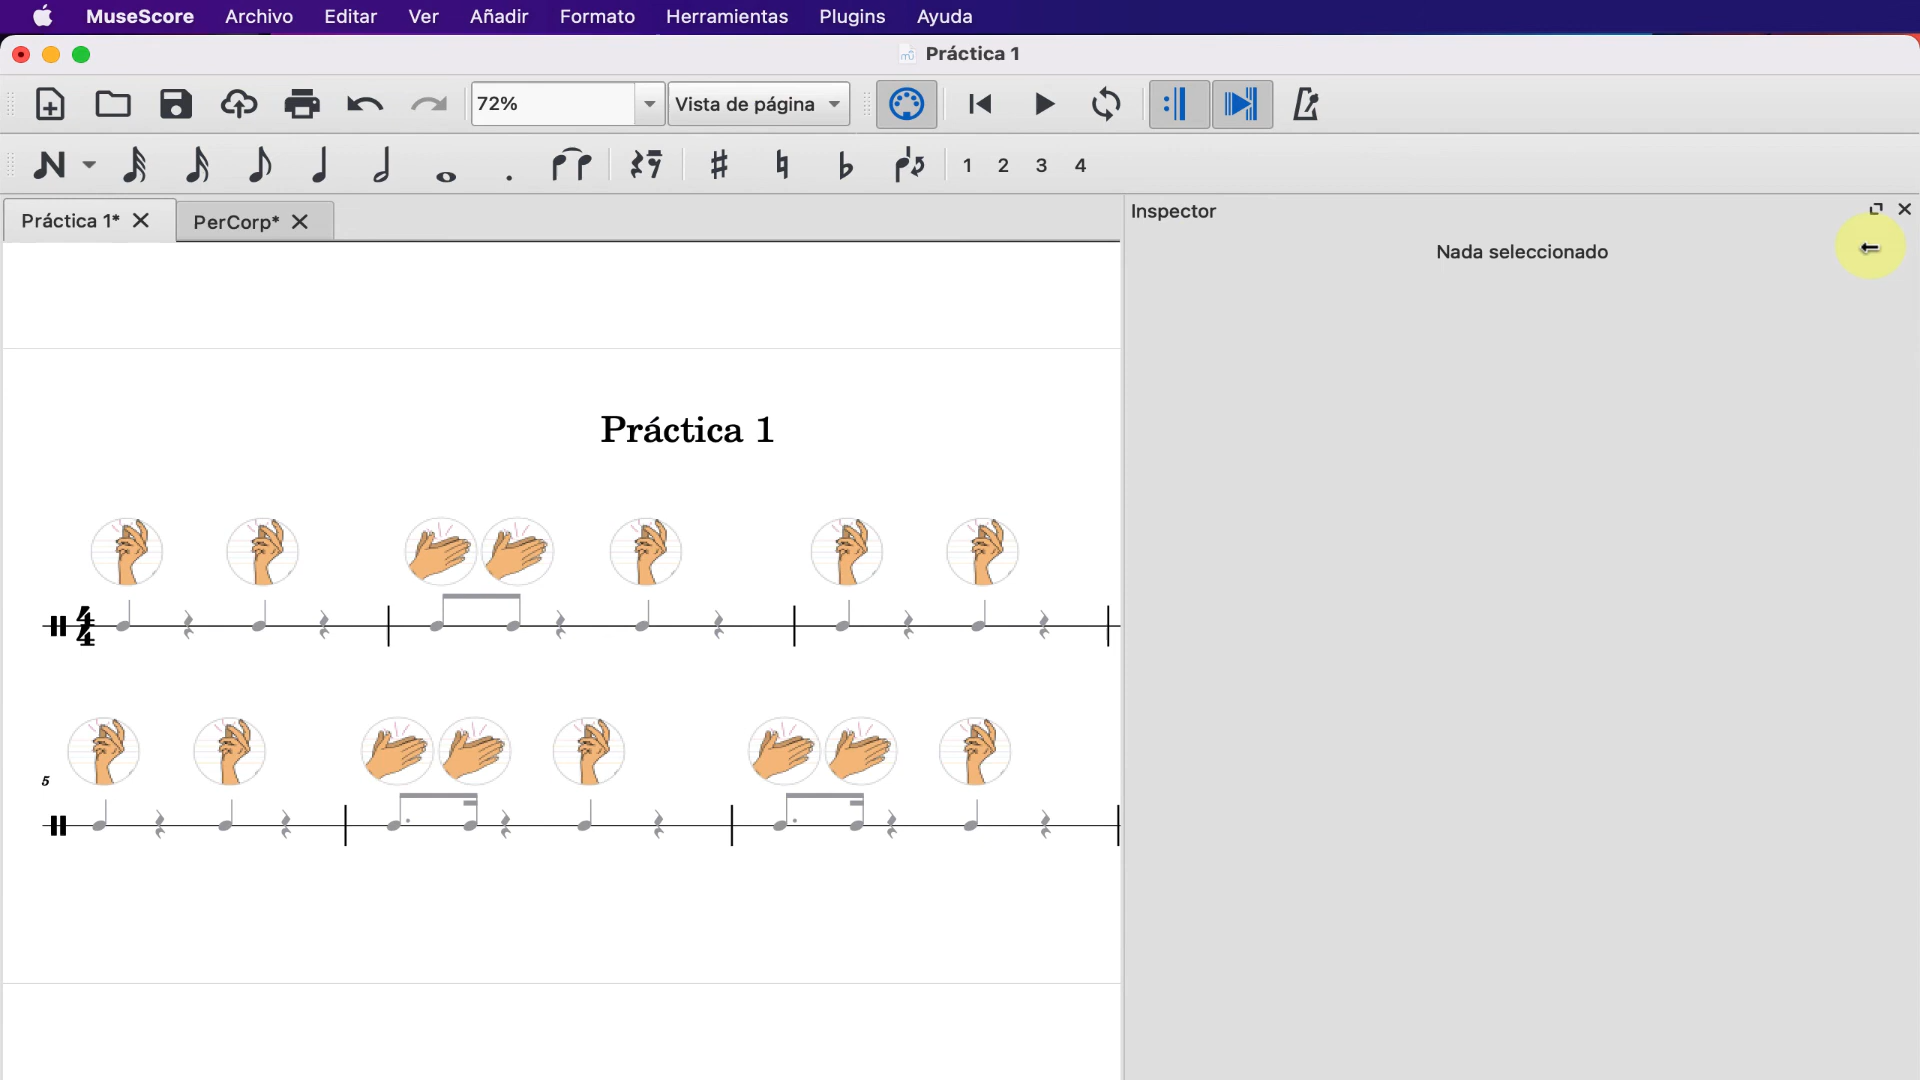 MuseScore Archivo Editar Ver Añadir Formato Herramientas Plugins Ayuda
Práctica 1
72% Vista de página
1 2 3 4
Práctica 1* PerCorp*
Inspector
Nada seleccionado
Práctica 1
4
4
5